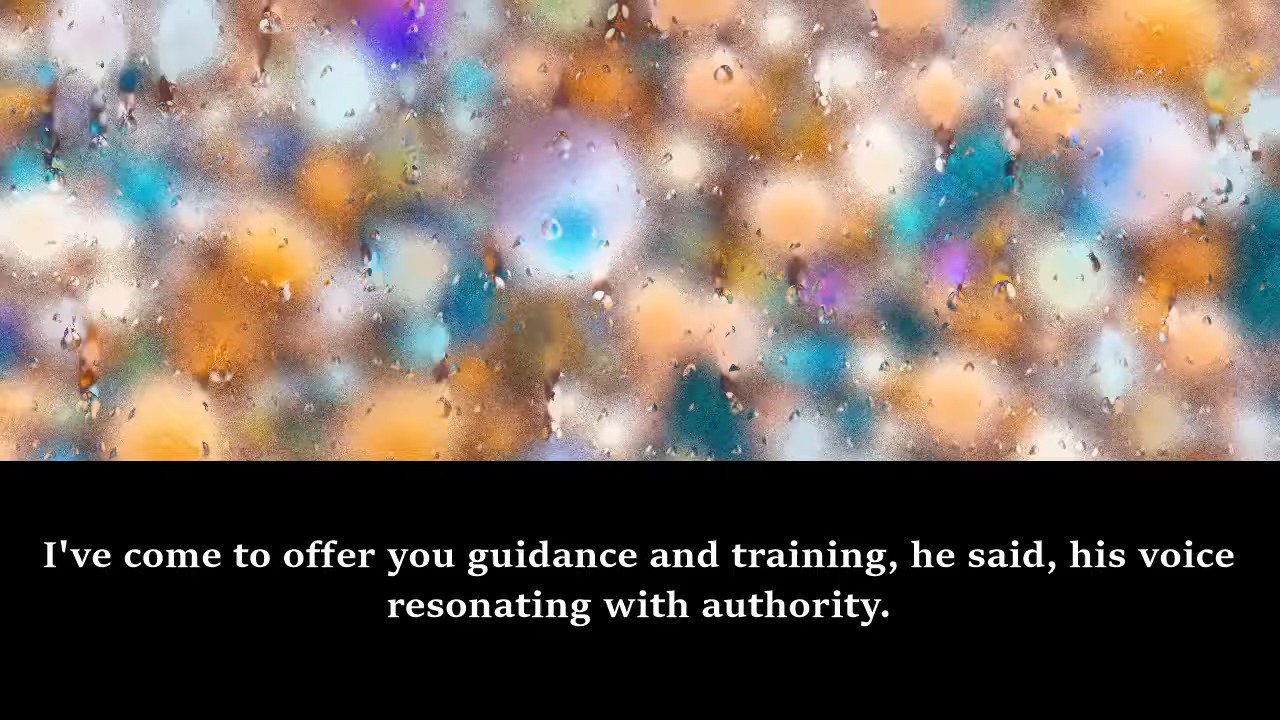 I've come to offer you guidance and training, he said, his voice
resonating with authority.